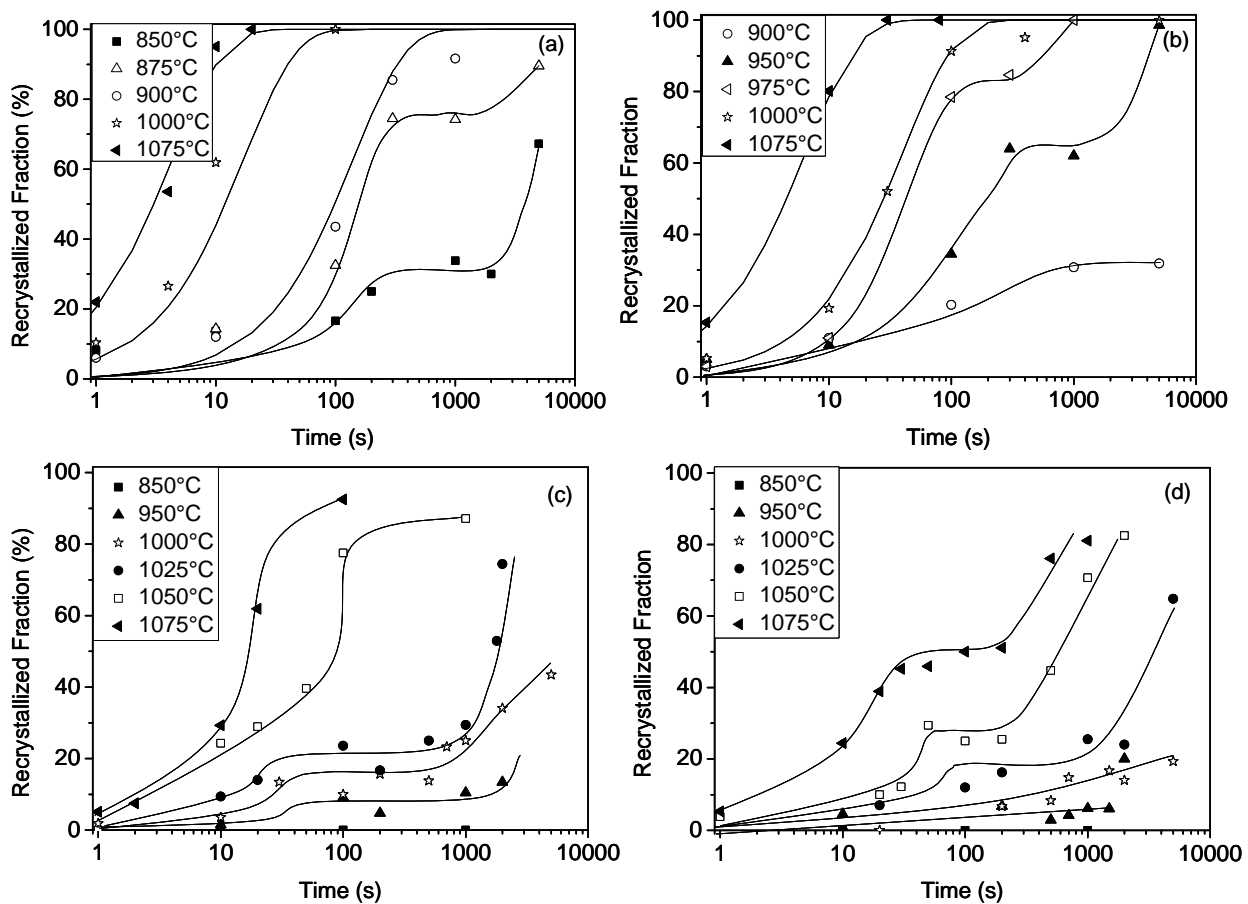 (a)
850°C
875°C
900°C
1000°C
1075°C
Recrystallized Fraction (%)
100
80
60
40
20
0
1
10
100
1000
10000
Time (s)
(b)
900°C
950°C
975°C
1000°C
1075°C
Recrystallized Fraction (%)
100
80
60
40
20
0
1
10
100
1000
10000
Time (s)
(c)
850°C
950°C
1000°C
1025°C
1050°C
1075°C
Recrystallized Fraction (%)
100
80
60
40
20
0
1
10
100
1000
10000
Time (s)
(d)
850°C
950°C
1000°C
1025°C
1050°C
1075°C
Recrystallized Fraction
100
80
60
40
20
0
1
10
100
1000
10000
Time (s)